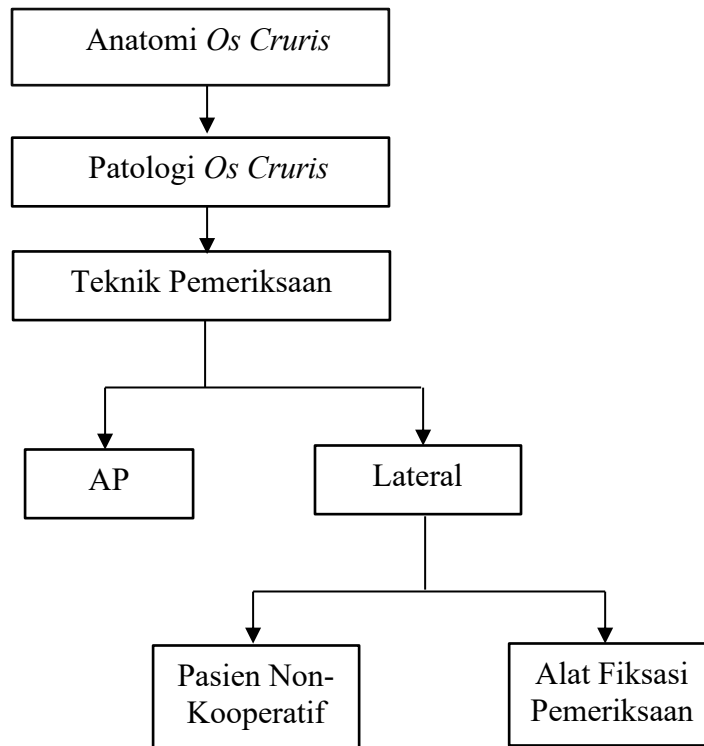 Anatomi Os Cruris
Patologi Os Cruris
Teknik Pemeriksaan
AP
Lateral
Pasien Non-
Kooperatif
Alat Fiksasi
Pemeriksaan